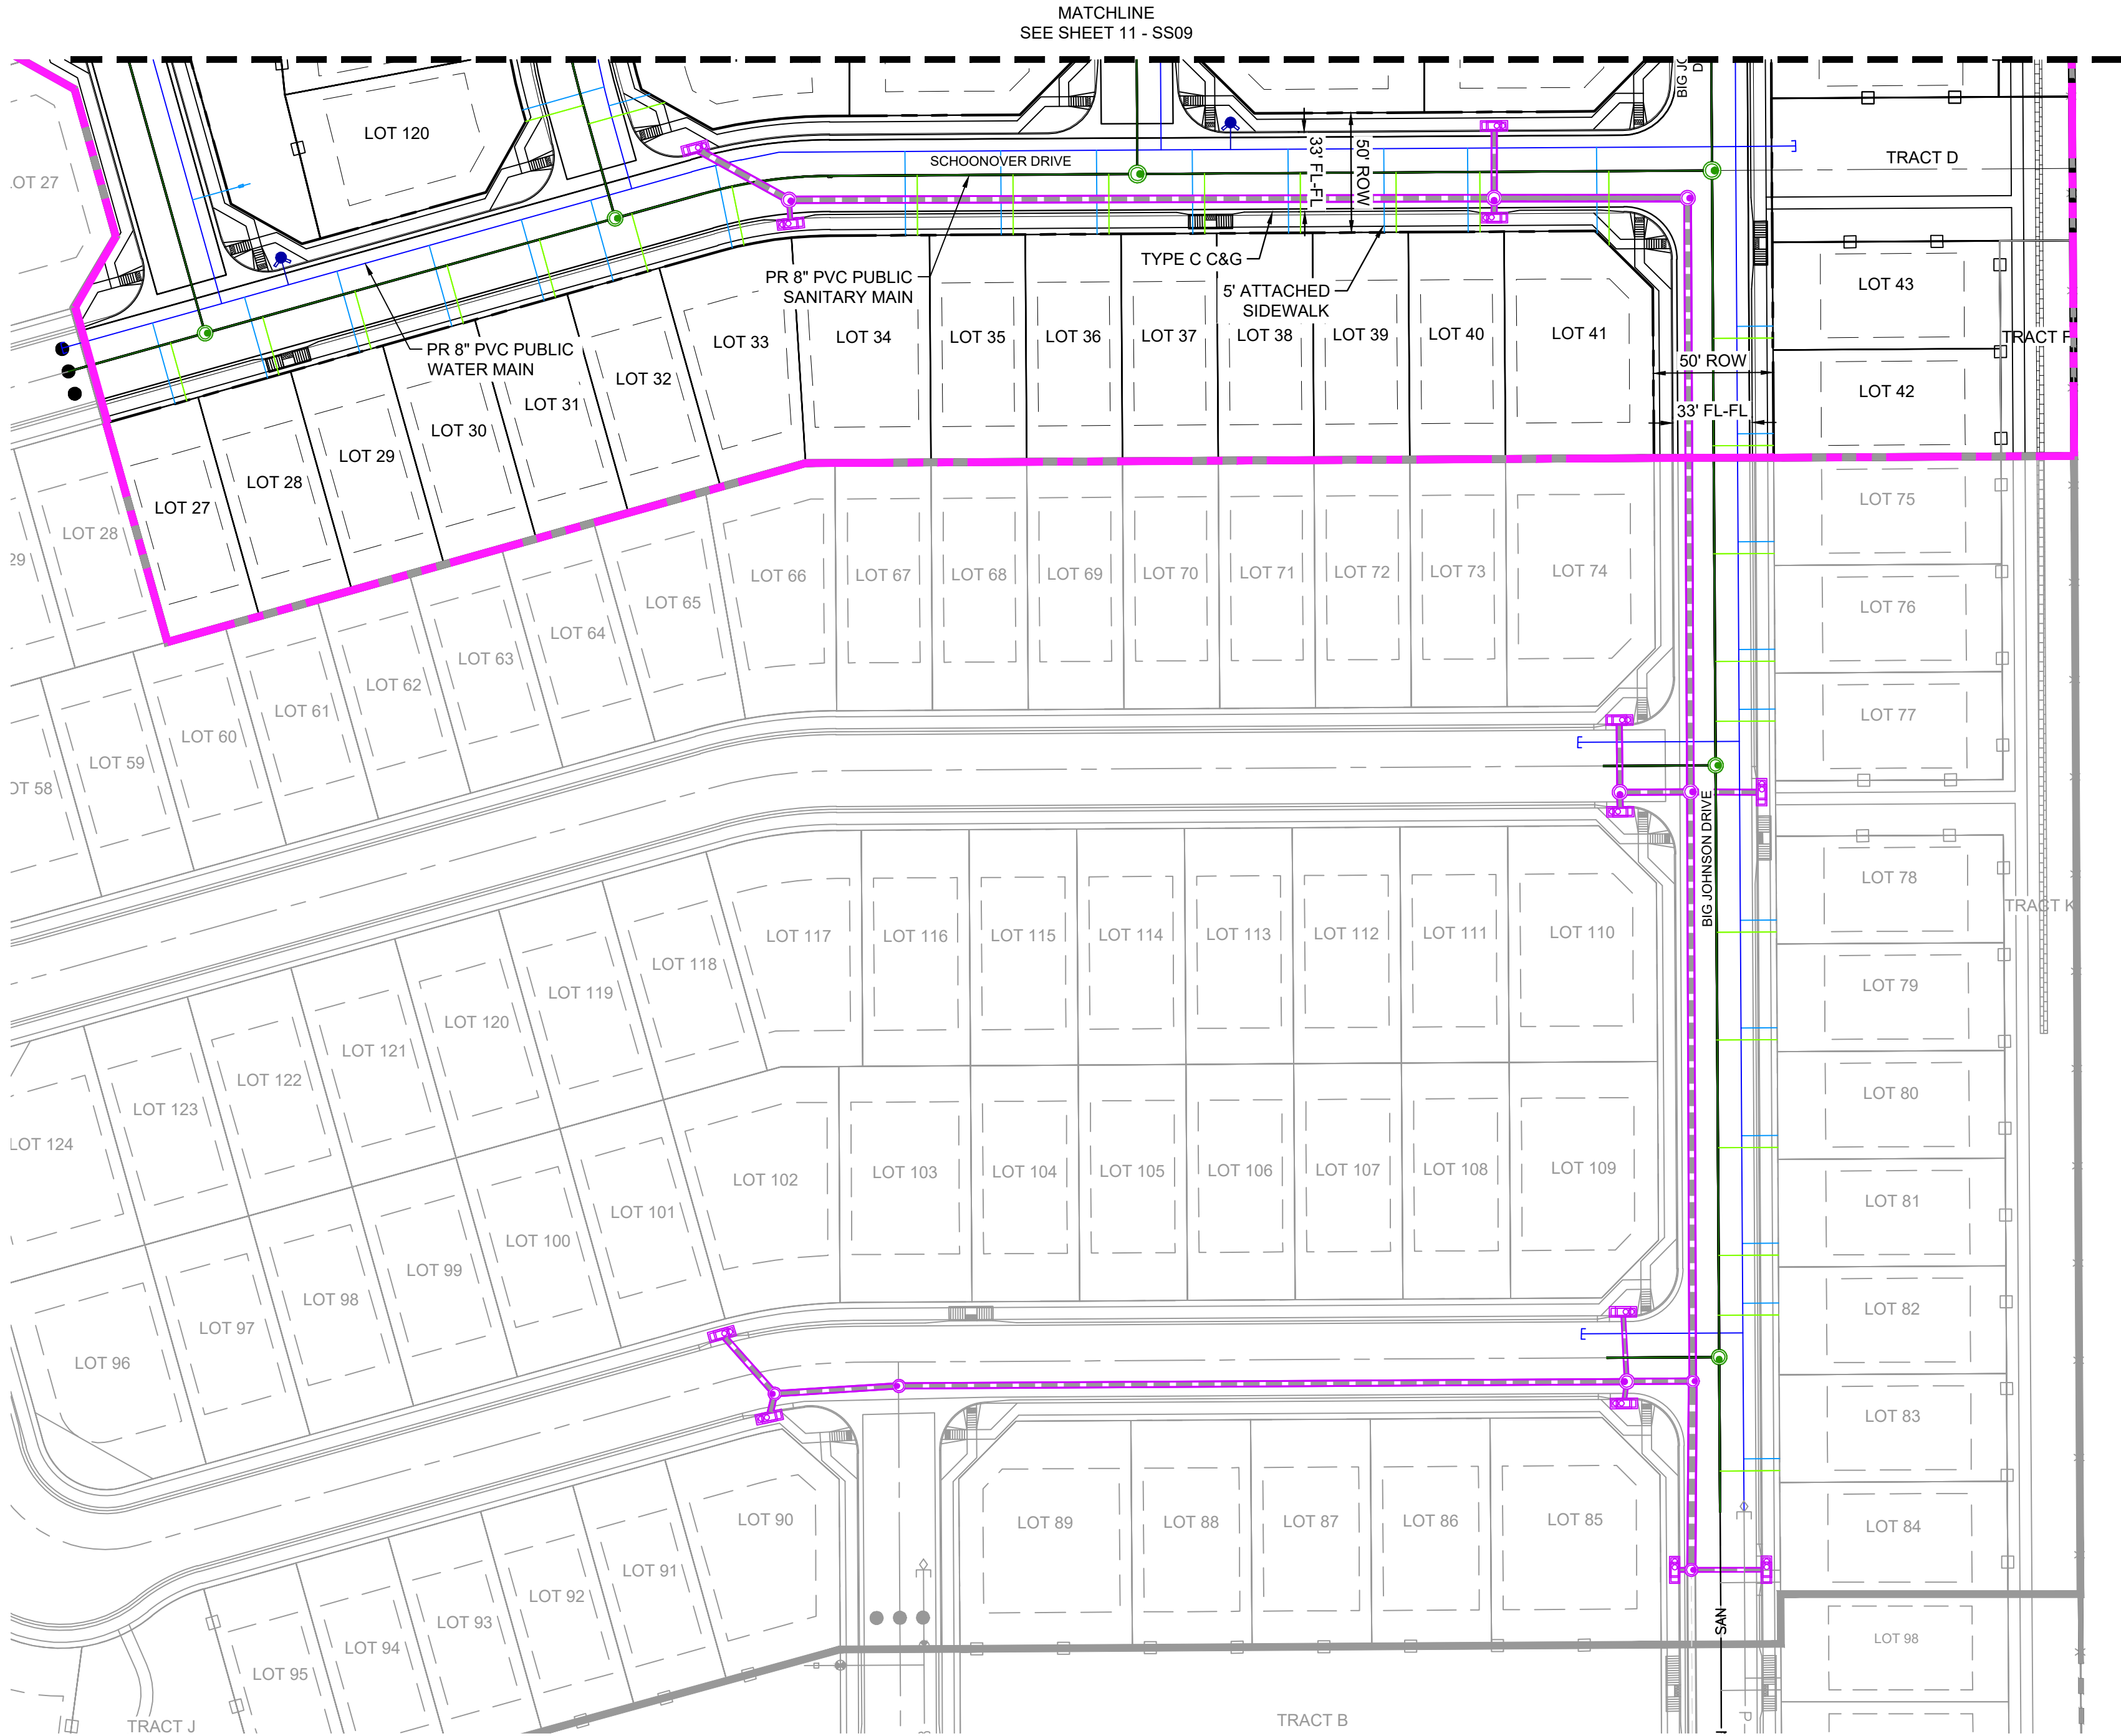 MATCHLINE
SEE SHEET 11 - SS09
BIG JO
D
LOT 120
SCHOONOVER DRIVE
33' FL-FL
50' ROW
TRACT D
OT 27
TYPE C C&G
PR 8" PVC PUBLIC
SANITARY MAIN
5' ATTACHED
SIDEWALK
LOT 43
TRACT F
PR 8" PVC PUBLIC
WATER MAIN
LOT 33
LOT 34
LOT 35
LOT 36
LOT 37
LOT 38
LOT 39
LOT 40
LOT 41
50' ROW
33' FL-FL
LOT 42
LOT 32
LOT 31
LOT 30
LOT 29
LOT 28
LOT 27
LOT 28
29
LOT 75
LOT 66
LOT 67
LOT 68
LOT 69
LOT 70
LOT 71
LOT 72
LOT 73
LOT 74
LOT 76
LOT 65
LOT 64
LOT 63
LOT 62
LOT 61
LOT 60
LOT 59
OT 58
LOT 77
BIG JOHNSON DRIVE
LOT 78
TRACT K
LOT 117
LOT 116
LOT 115
LOT 114
LOT 113
LOT 112
LOT 111
LOT 110
LOT 118
LOT 119
LOT 120
LOT 121
LOT 122
LOT 123
LOT 124
LOT 79
LOT 80
LOT 102
LOT 103
LOT 104
LOT 105
LOT 106
LOT 107
LOT 108
LOT 109
LOT 81
LOT 101
LOT 100
LOT 99
LOT 98
LOT 97
LOT 96
LOT 82
LOT 83
LOT 90
LOT 89
LOT 88
LOT 87
LOT 86
LOT 85
LOT 84
LOT 91
LOT 92
LOT 93
LOT 94
LOT 95
SAN
LOT 98
TRACT J
TRACT B
P